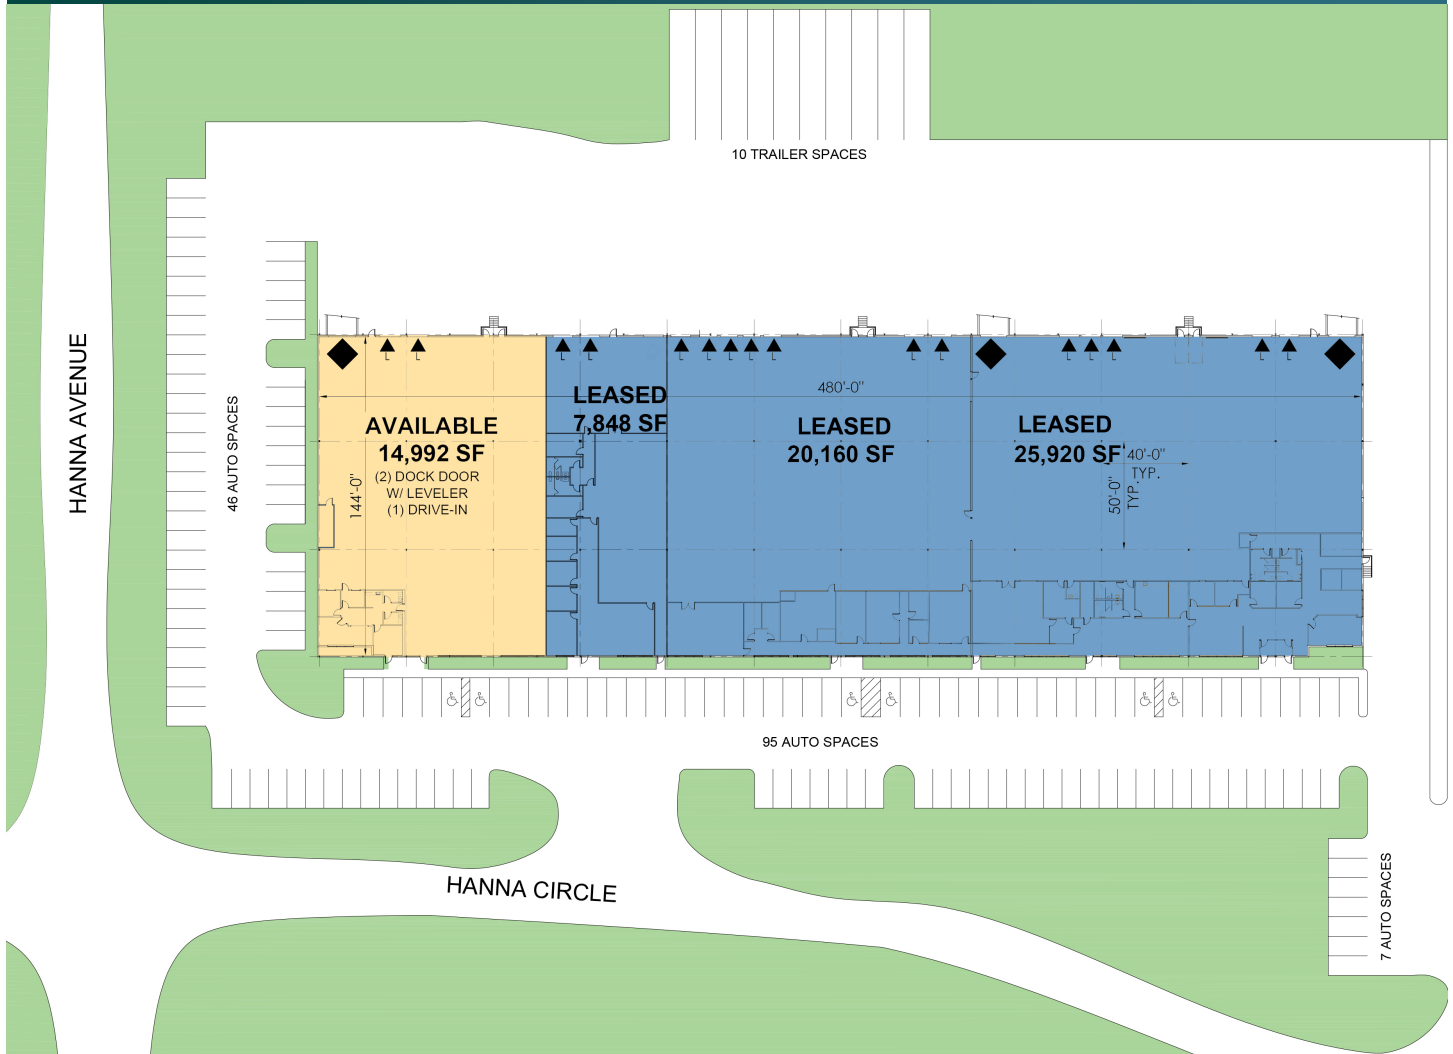 10 TRAILER SPACES
HANNA AVENUE
46 AUTO SPACES
480'-0"
LEASED
7,848 SF
AVAILABLE
14,992 SF
(2) DOCK DOOR
W/ LEVELER
(1) DRIVE-IN
144'-0"
LEASED
20,160 SF
LEASED
25,920 SF
40'-0"
TYP.
50'-0"
TYP.
95 AUTO SPACES
HANNA CIRCLE
7 AUTO SPACES